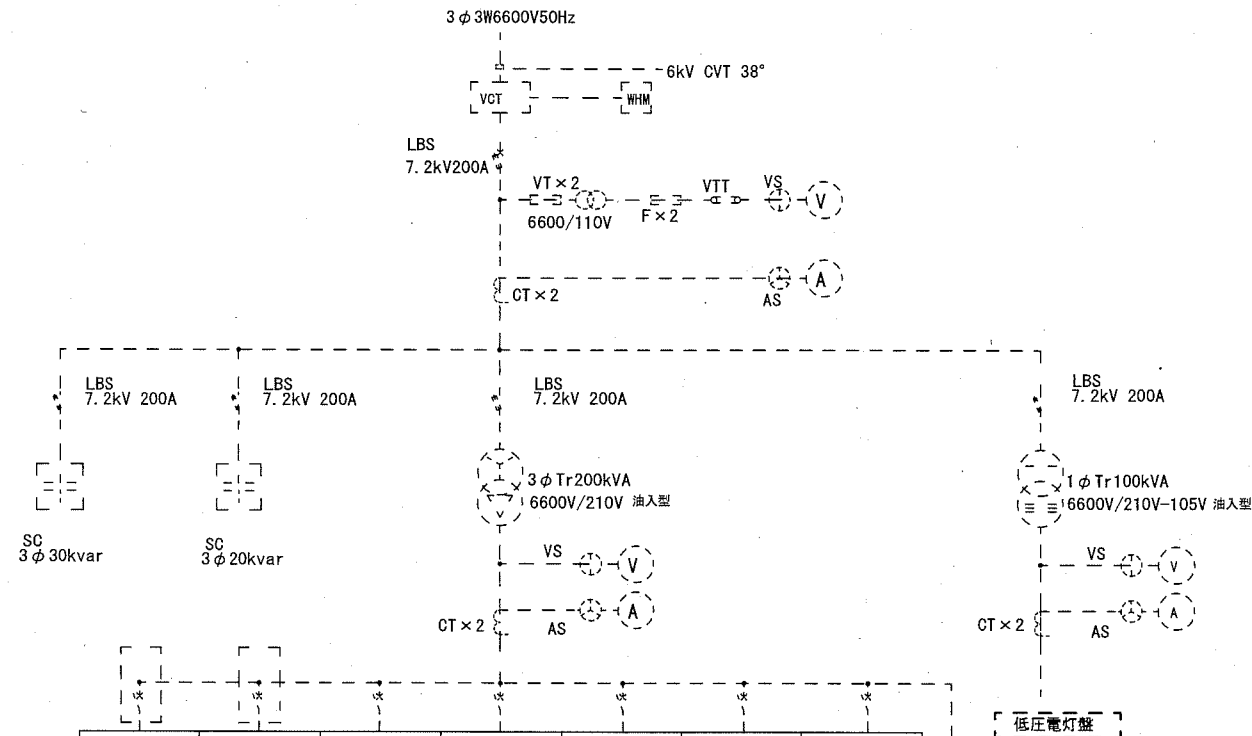 3φ3W6600V50Hz
6kV CVT 38°
VCT
WHM
LBS
7.2kV200A
VT×2
6600/110V
F×2
VTT
VS
V
CT×2
AS
A
LBS
7.2kV 200A
LBS
7.2kV 200A
LBS
7.2kV 200A
LBS
7.2kV 200A
SC
3φ30kvar
SC
3φ20kvar
3φTr200kVA
6600V/210V 油入型
1φTr100kVA
6600V/210V-105V 油入型
VS
V
CT×2
AS
A
VS
V
CT×2
AS
A
低圧電灯盤